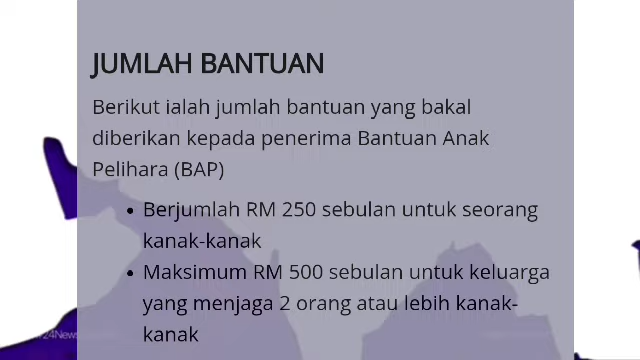 JUMLAH BANTUAN
Berikut ialah jumlah bantuan yang bakal
diberikan kepada penerima Bantuan Anak
Pelihara (BAP)
• Berjumlah RM 250 sebulan untuk seorang
kanak-kanak
• Maksimum RM 500 sebulan untuk keluarga
yang menjaga 2 orang atau lebih kanak-
kanak